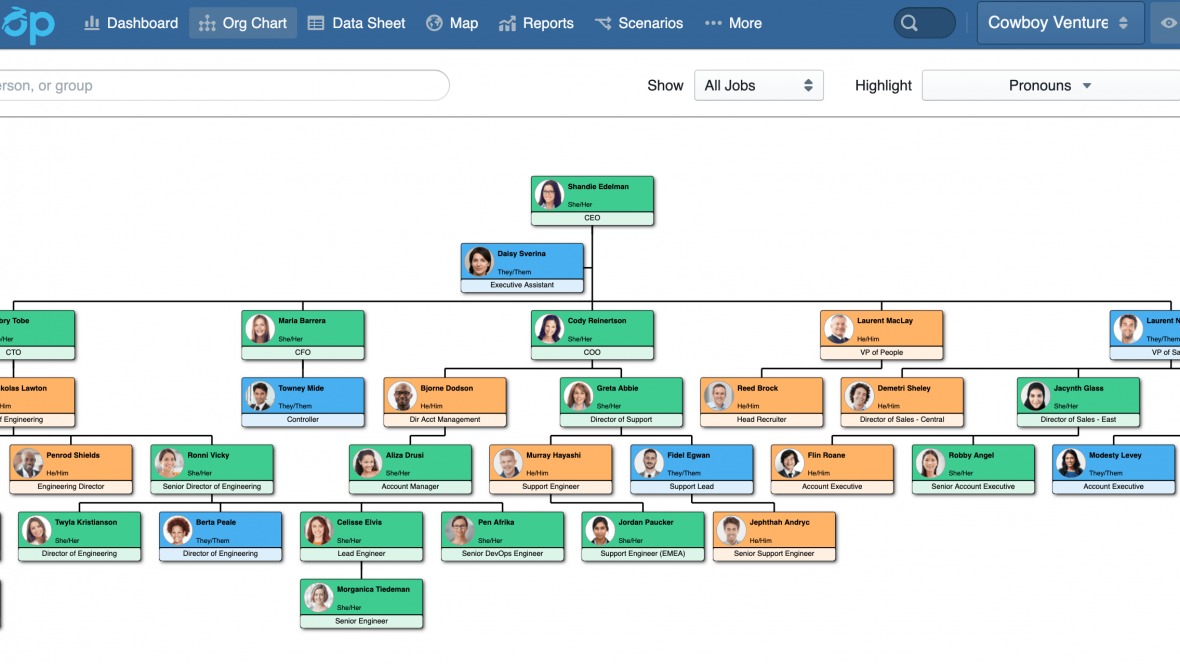 op
Dashboard
Org Chart
Data Sheet
Map
Reports
Scenarios
More
Cowboy Venture
erson, or group
Show
All Jobs
Highlight
Pronouns
Shandie Edelman
She/Her
CEO
Daisy Sverina
They/Them
Executive Assistant
bry Tobe
/Her
CTO
Maria Barrera
She/Her
CFO
Cody Reinertson
She/Her
COO
Laurent MacLay
He/Him
VP of People
Laurent N
They/Them
VP of Sa
kolas Lawton
Him
f Engineering
Towney Mide
They/Them
Controller
Bjorne Dodson
He/Him
Dir Acct Management
Greta Abbie
She/Her
Director of Support
Reed Brock
He/Him
Head Recruiter
Demetri Sheley
He/Him
Director of Sales - Central
Jacynth Glass
She/Her
Director of Sales - East
Penrod Shields
He/Him
Engineering Director
Ronni Vicky
She/Her
Senior Director of Engineering
Aliza Drusi
She/Her
Account Manager
Murray Hayashi
He/Him
Support Engineer
Fidel Egwan
They/Them
Support Lead
Flin Roane
He/Him
Account Executive
Robby Angel
She/Her
Senior Account Executive
Modesty Levey
They/Them
Account Executive
Twyla Kristianson
She/Her
Director of Engineering
Berta Peale
They/Them
Director of Engineering
Celisse Elvis
She/Her
Lead Engineer
Pen Afrika
She/Her
Senior DevOps Engineer
Jordan Paucker
She/Her
Support Engineer (EMEA)
Jephthah Andryc
He/Him
Senior Support Engineer
Morganica Tiedeman
She/Her
Senior Engineer